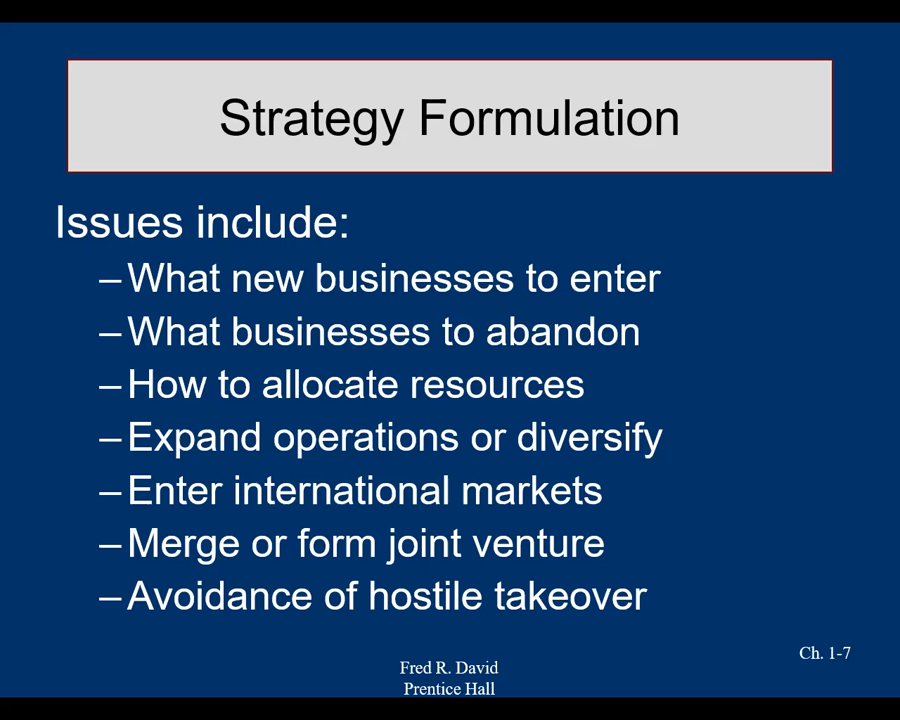 Strategy Formulation
Issues include:
–What new businesses to enter
–What businesses to abandon
–How to allocate resources
–Expand operations or diversify
–Enter international markets
–Merge or form joint venture
–Avoidance of hostile takeover
Ch. 1-7
Fred R. David
Prentice Hall